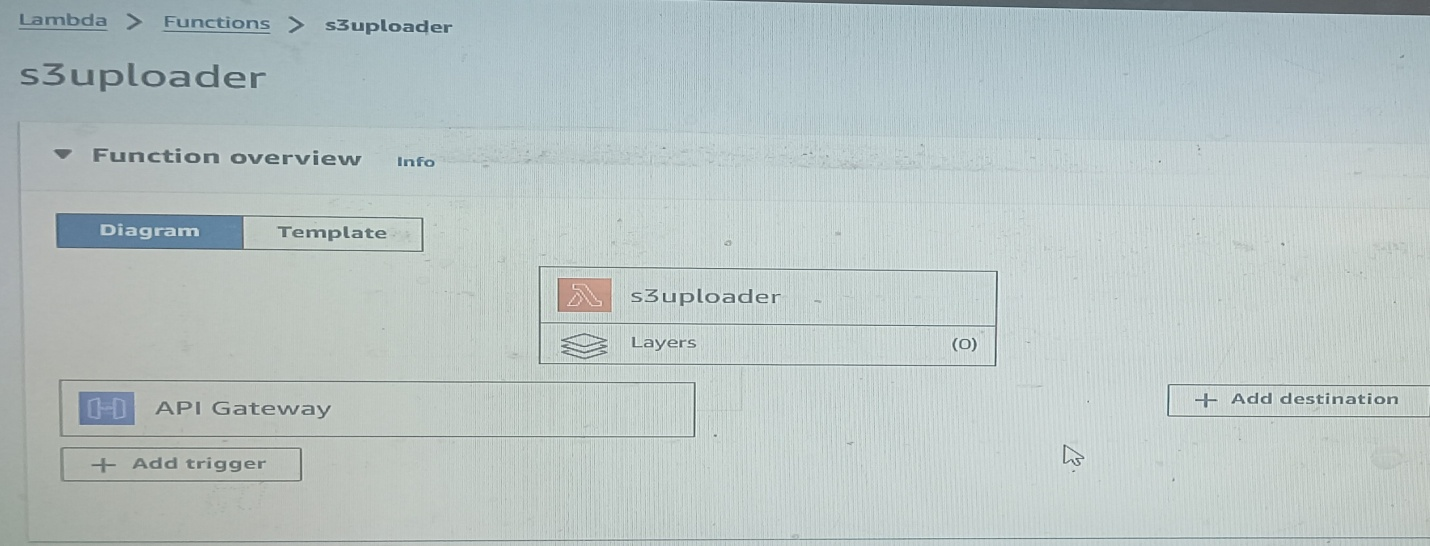 Lambda > Functions > s3uploader
s3uploader
Function overview Info
Diagram Template
s3uploader
Layers (0)
API Gateway
+ Add destination
+ Add trigger